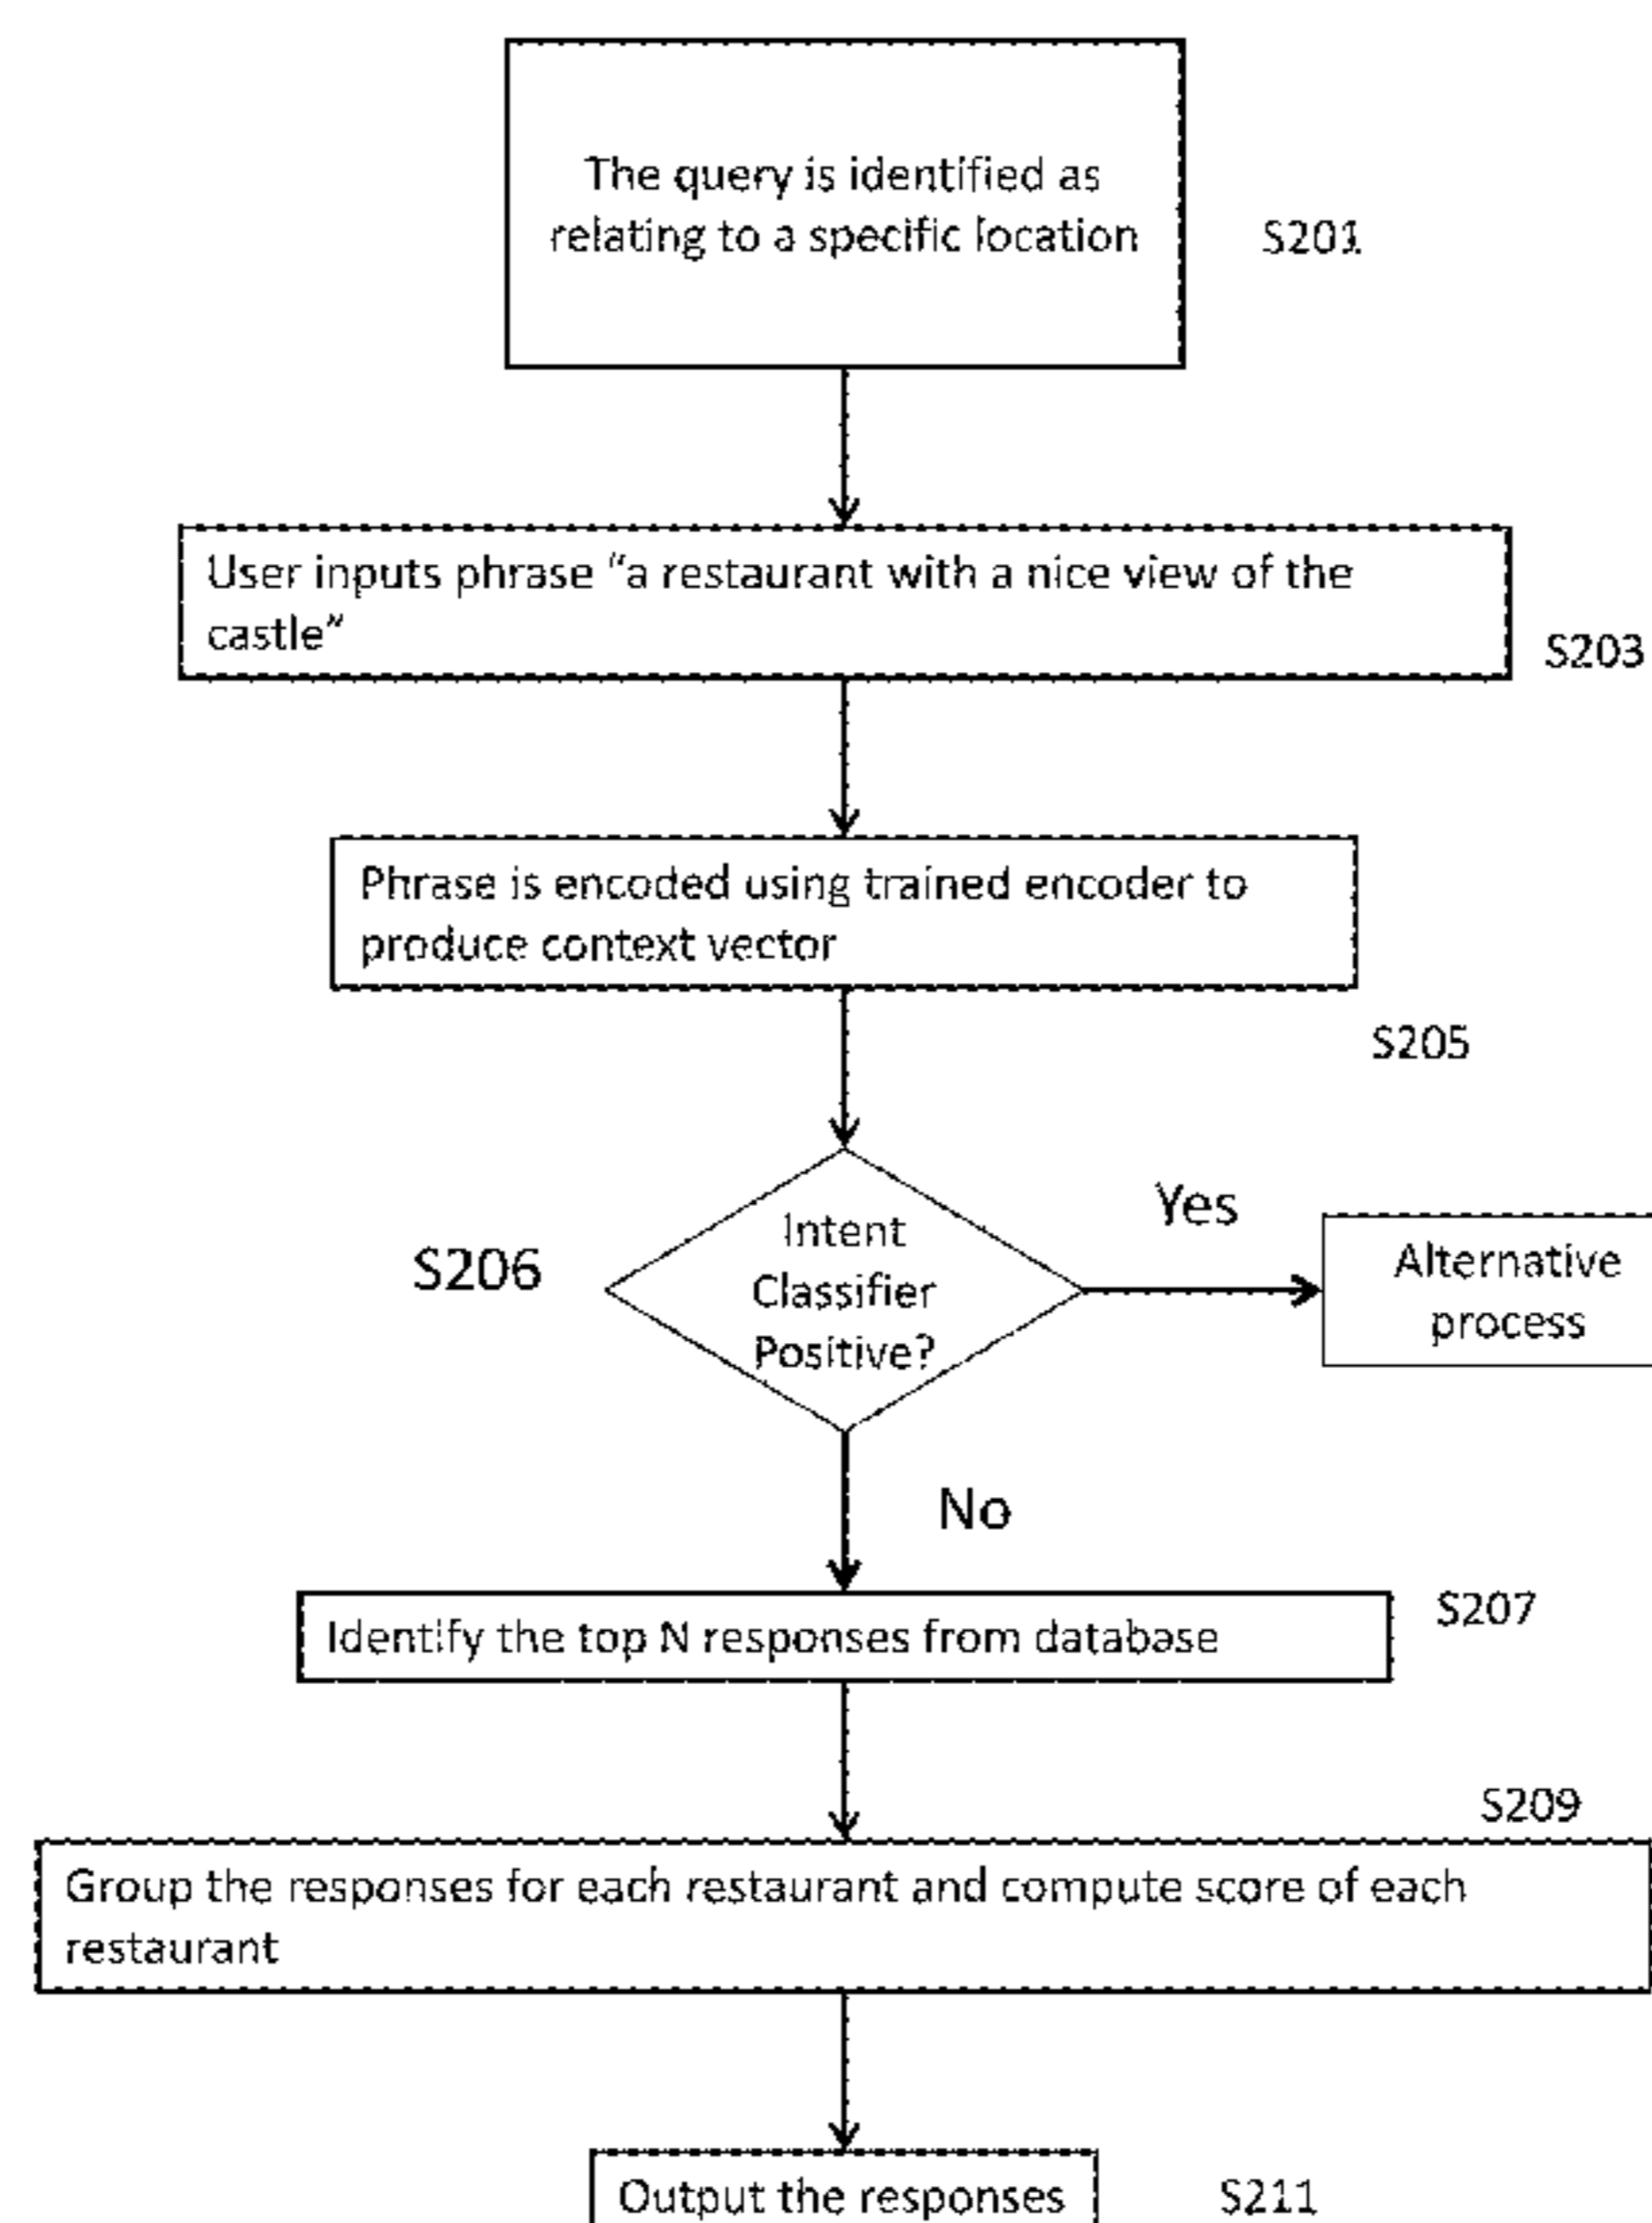 The query is identified as
relating to a specific location
S201
User inputs phrase “a restaurant with a nice view of the
castle”
S203
Phrase is encoded using trained encoder to
produce context vector
S205
S206
Intent
Classifier
Positive?
Yes
Alternative
process
No
Identify the top N responses from database
S207
S209
Group the responses for each restaurant and compute score of each
restaurant
Output the responses
S211